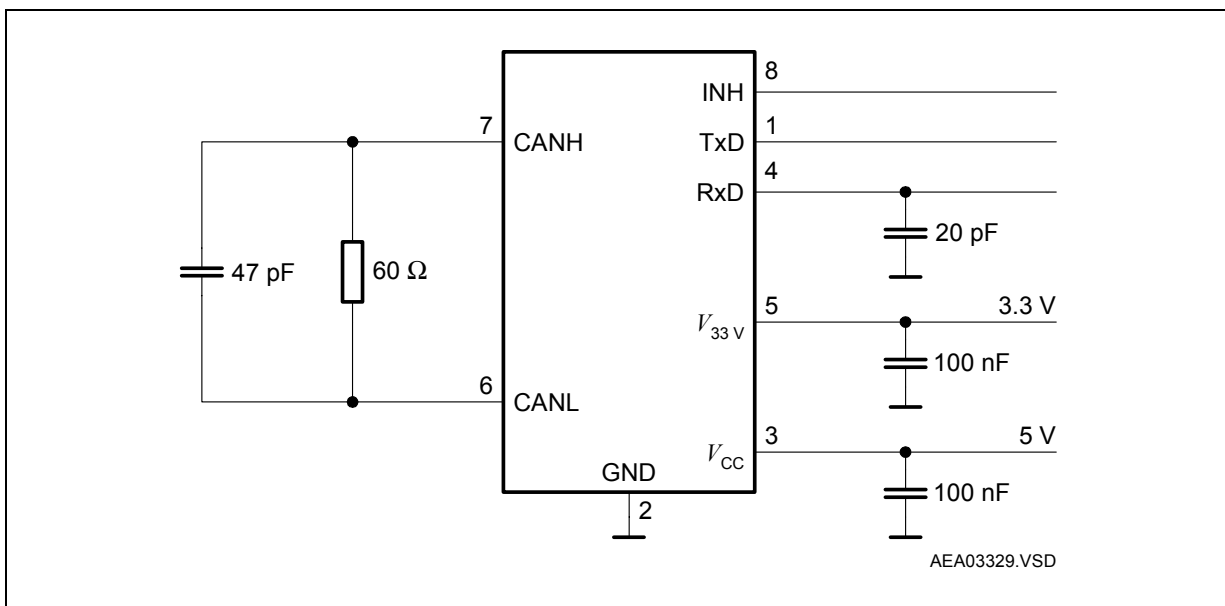 8
INH
1
7
CANH
TxD
4
RxD
20 pF
47 pF
60 Ω
5
3.3 V
V33 V
100 nF
6
CANL
3
5 V
VCC
GND
100 nF
2
AEA03329.VSD